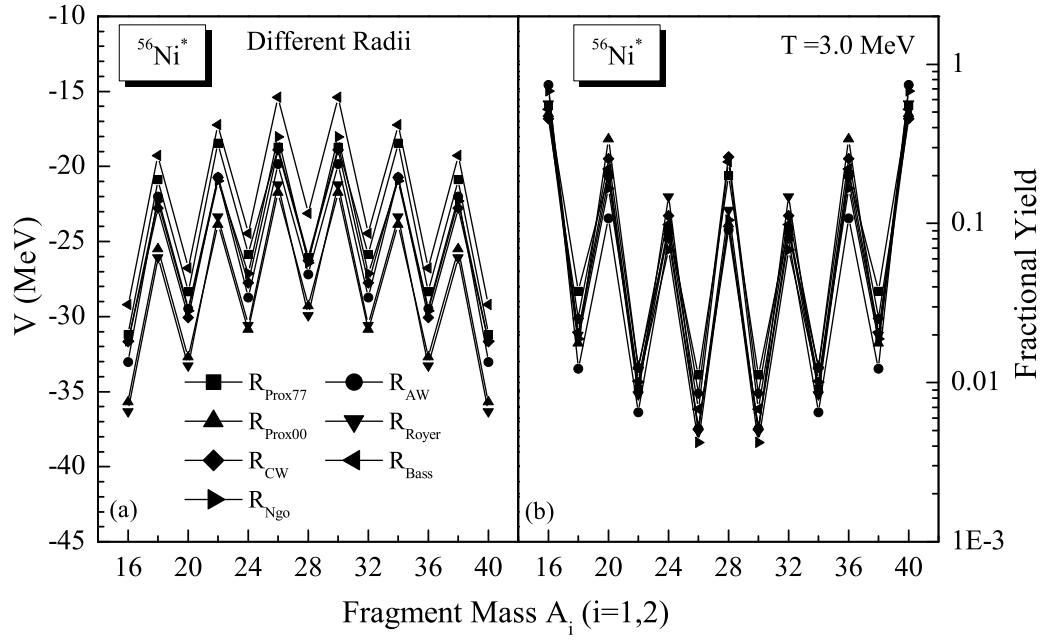 ⁵⁶Ni*
Different Radii
V (MeV)
-10
-15
-20
-25
-30
-35
-40
-45
R_Prox77
R_AW
R_Prox00
R_Royer
R_CW
R_Bass
R_Ngo
(a)
16 20 24 28 32 36 40
⁵⁶Ni*
T =3.0 MeV
(b)
1
0.1
0.01
1E-3
Fractional Yield
16 20 24 28 32 36 40
Fragment Mass A_i (i=1,2)